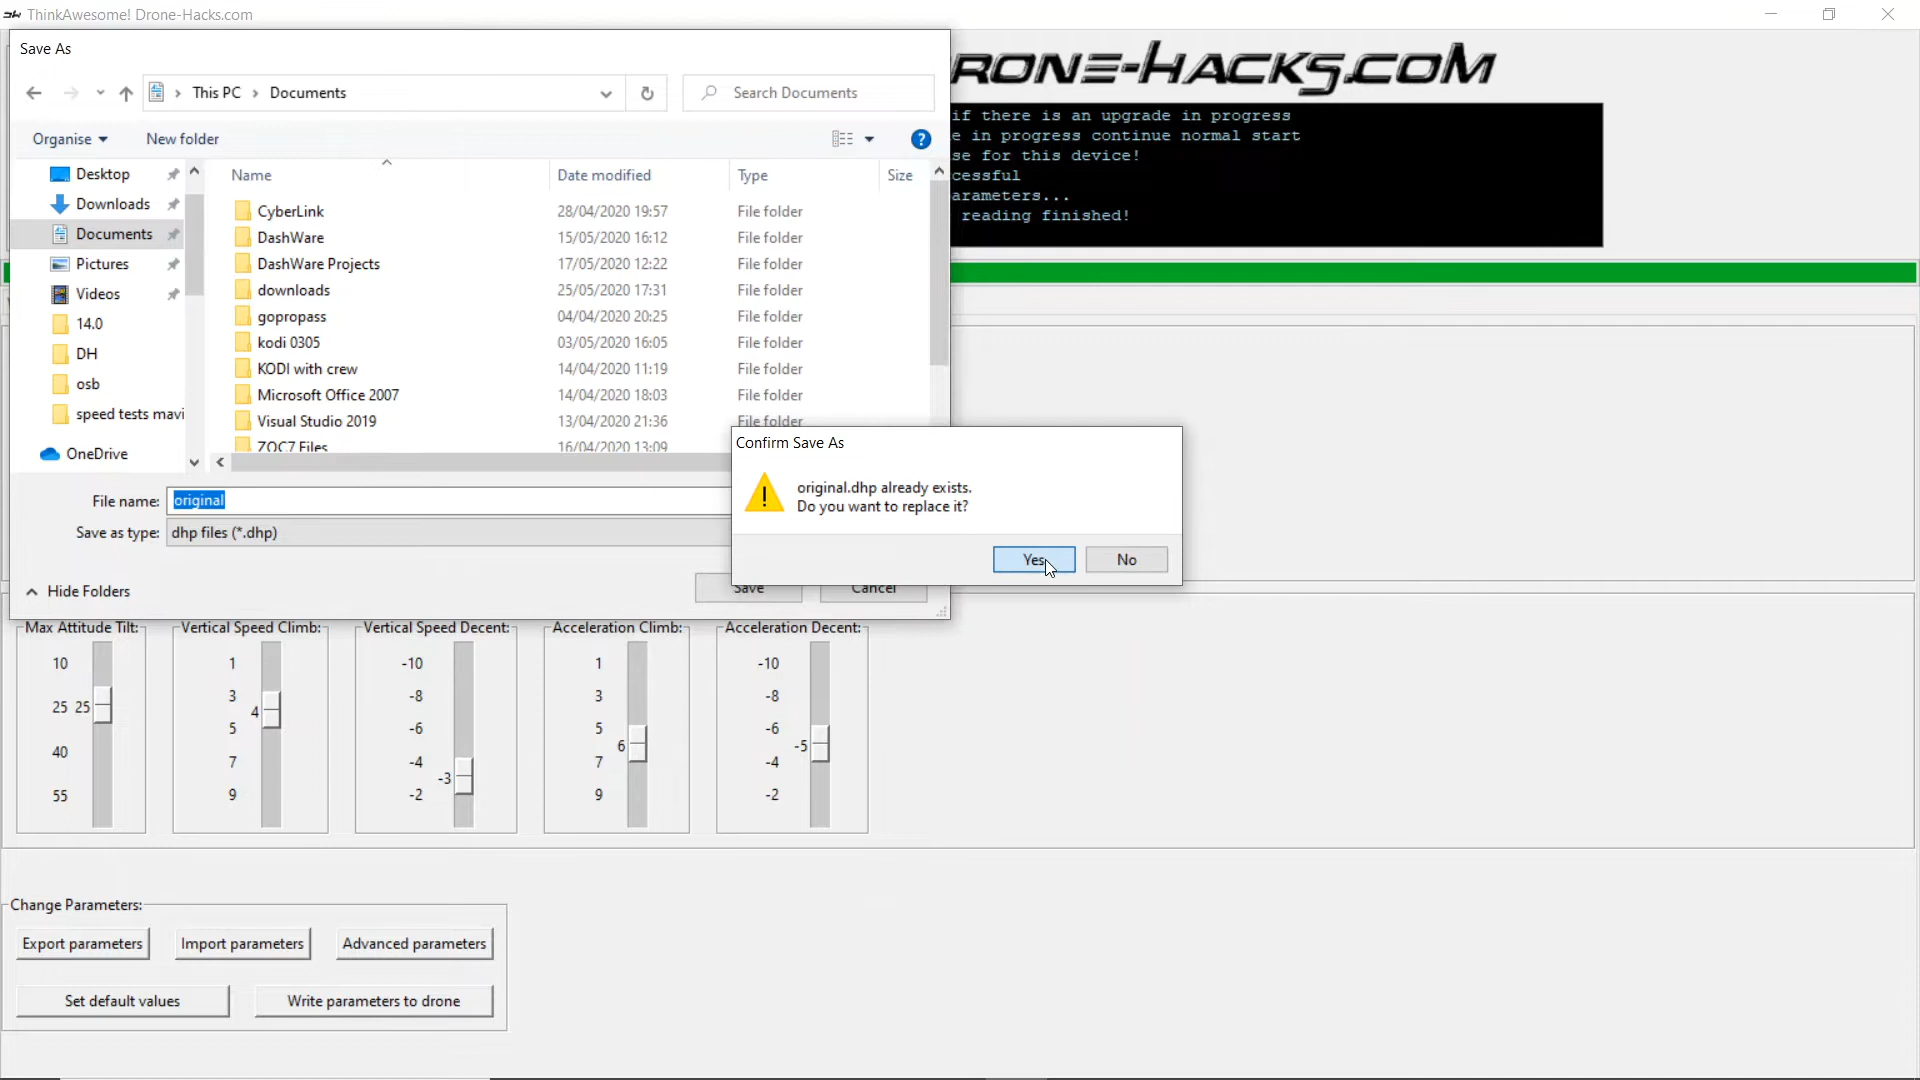 ThinkAwesome! Drone-Hacks.com
Save As
This PC > Documents
Search Documents
Organise
New folder
Desktop
Downloads
Documents
Pictures
Videos
14.0
DH
osb
speed tests mavi
OneDrive
Name Date modified Type Size
CyberLink 28/04/2020 19:57 File folder
DashWare 15/05/2020 16:12 File folder
DashWare Projects 17/05/2020 12:22 File folder
downloads 25/05/2020 17:31 File folder
gopropass 04/04/2020 20:25 File folder
kodi 0305 03/05/2020 16:05 File folder
KODI with crew 14/04/2020 11:19 File folder
Microsoft Office 2007 14/04/2020 18:03 File folder
Visual Studio 2019 13/04/2020 21:36 File folder
ZOC7 Files 16/04/2020 13:09
File name: original
Save as type: dhp files (*.dhp)
Hide Folders
Save
Cancel
RONE-HACKS.COM
if there is an upgrade in progress
e in progress continue normal start
se for this device!
cessful
arameters...
reading finished!
Confirm Save As
original.dhp already exists.
Do you want to replace it?
Yes
No
Max Attitude Tilt:
10
25 25
40
55
Vertical Speed Climb:
1
3
4
5
7
9
Vertical Speed Decent:
-10
-8
-6
-4
-3
-2
Acceleration Climb:
1
3
5
6
7
9
Acceleration Decent:
-10
-8
-6
-5
-4
-2
Change Parameters:
Export parameters
Import parameters
Advanced parameters
Set default values
Write parameters to drone